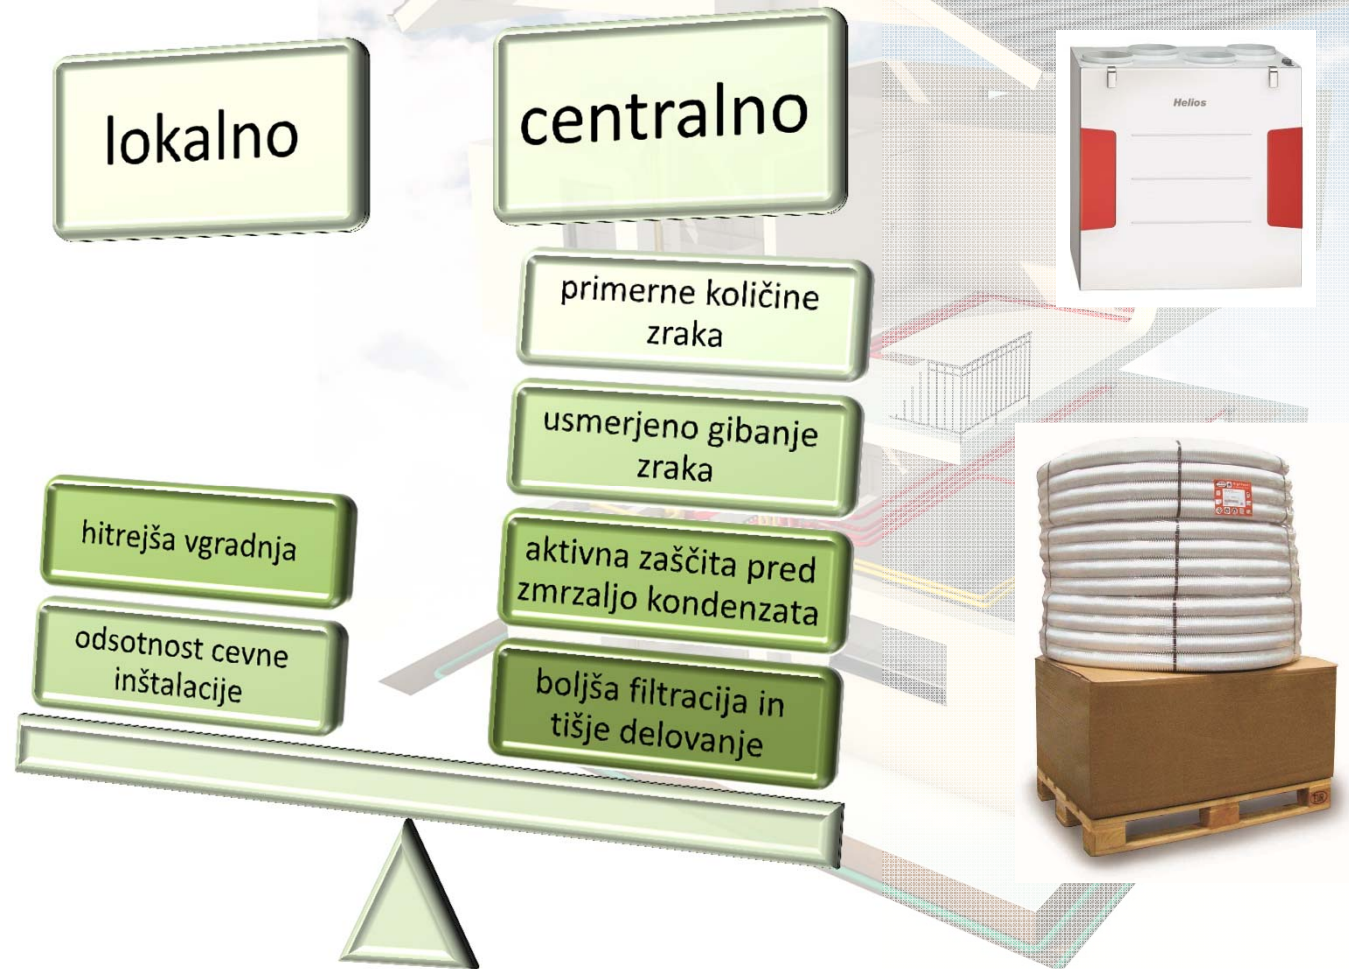 lokalno
centralno
Helios
primerne količine
zraka
usmerjeno gibanje
zraka
hitrejša vgradnja
aktivna zaščita pred
zmrzaljo kondenzata
odsotnost cevne
inštalacije
boljša filtracija in
tišje delovanje